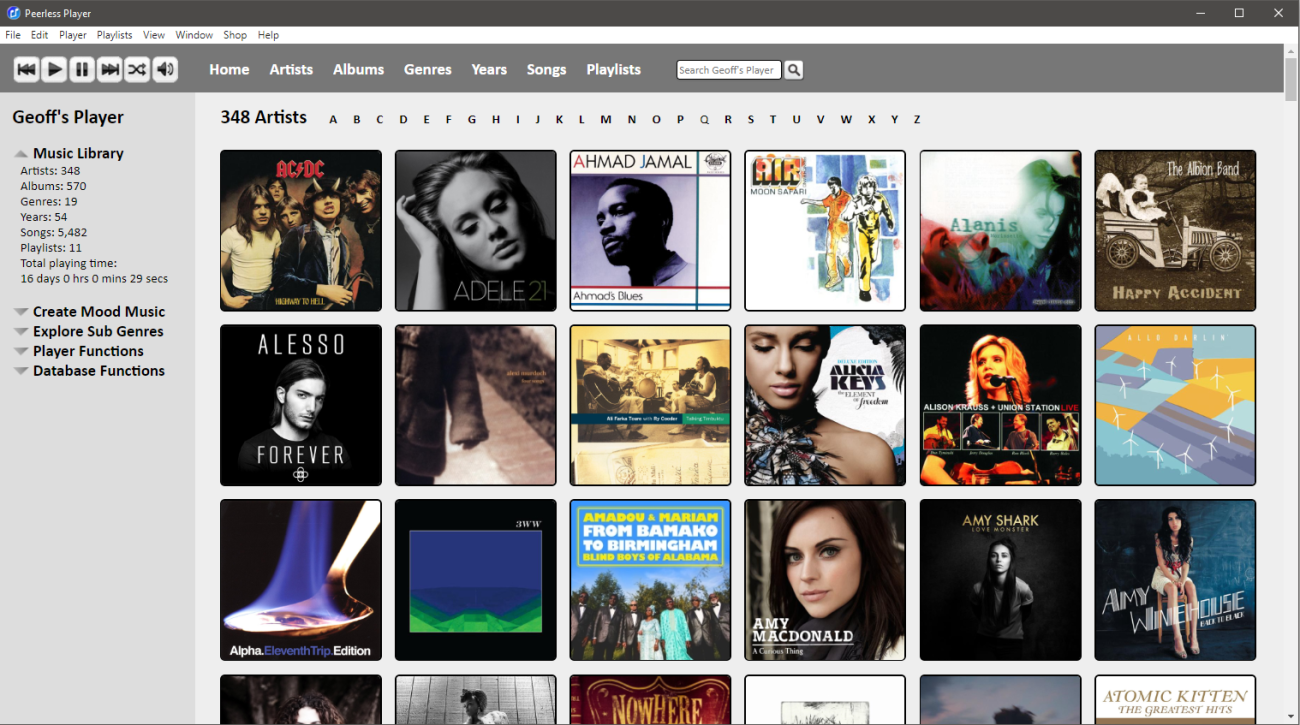 Peerless Player
File Edit Player Playlists View Window Shop Help
Home Artists Albums Genres Years Songs Playlists Search Geoff's Player
Geoff's Player
Music Library
Artists: 348
Albums: 570
Genres: 19
Years: 54
Songs: 5,482
Playlists: 11
Total playing time:
16 days 0 hrs 0 mins 29 secs
Create Mood Music
Explore Sub Genres
Player Functions
Database Functions
348 Artists A B C D E F G H I J K L M N O P Q R S T U V W X Y Z
AC/DC
HIGHWAY TO HELL
ADELE 21
AHMAD JAMAL
Ahmad's Blues
AIR
MOON SAFARI
Alanis
The Albion Band
HAPPY ACCIDENT
ALESSO
FOREVER
alexi murdoch
Ali Farka Toure with Ry Cooder Talking Timbuktu
DELUXE EDITION
ALICIA
KEYS
the ELEMENT
OF freedom
ALISON KRAUSS + UNION STATION LIVE
ALLO DARLIN'
Alpha.EleventhTrip.Edition
3WW
AMADOU & MARIAM
FROM BAMAKO
TO BIRMINGHAM
BLIND BOYS OF ALABAMA
AMY
MACDONALD
A Curious Thing
AMY SHARK
LOVE MONSTER
AMY
WINEHOUSE
BACK TO BLACK
NOWHERE
ATOMIC KITTEN
THE GREATEST HITS